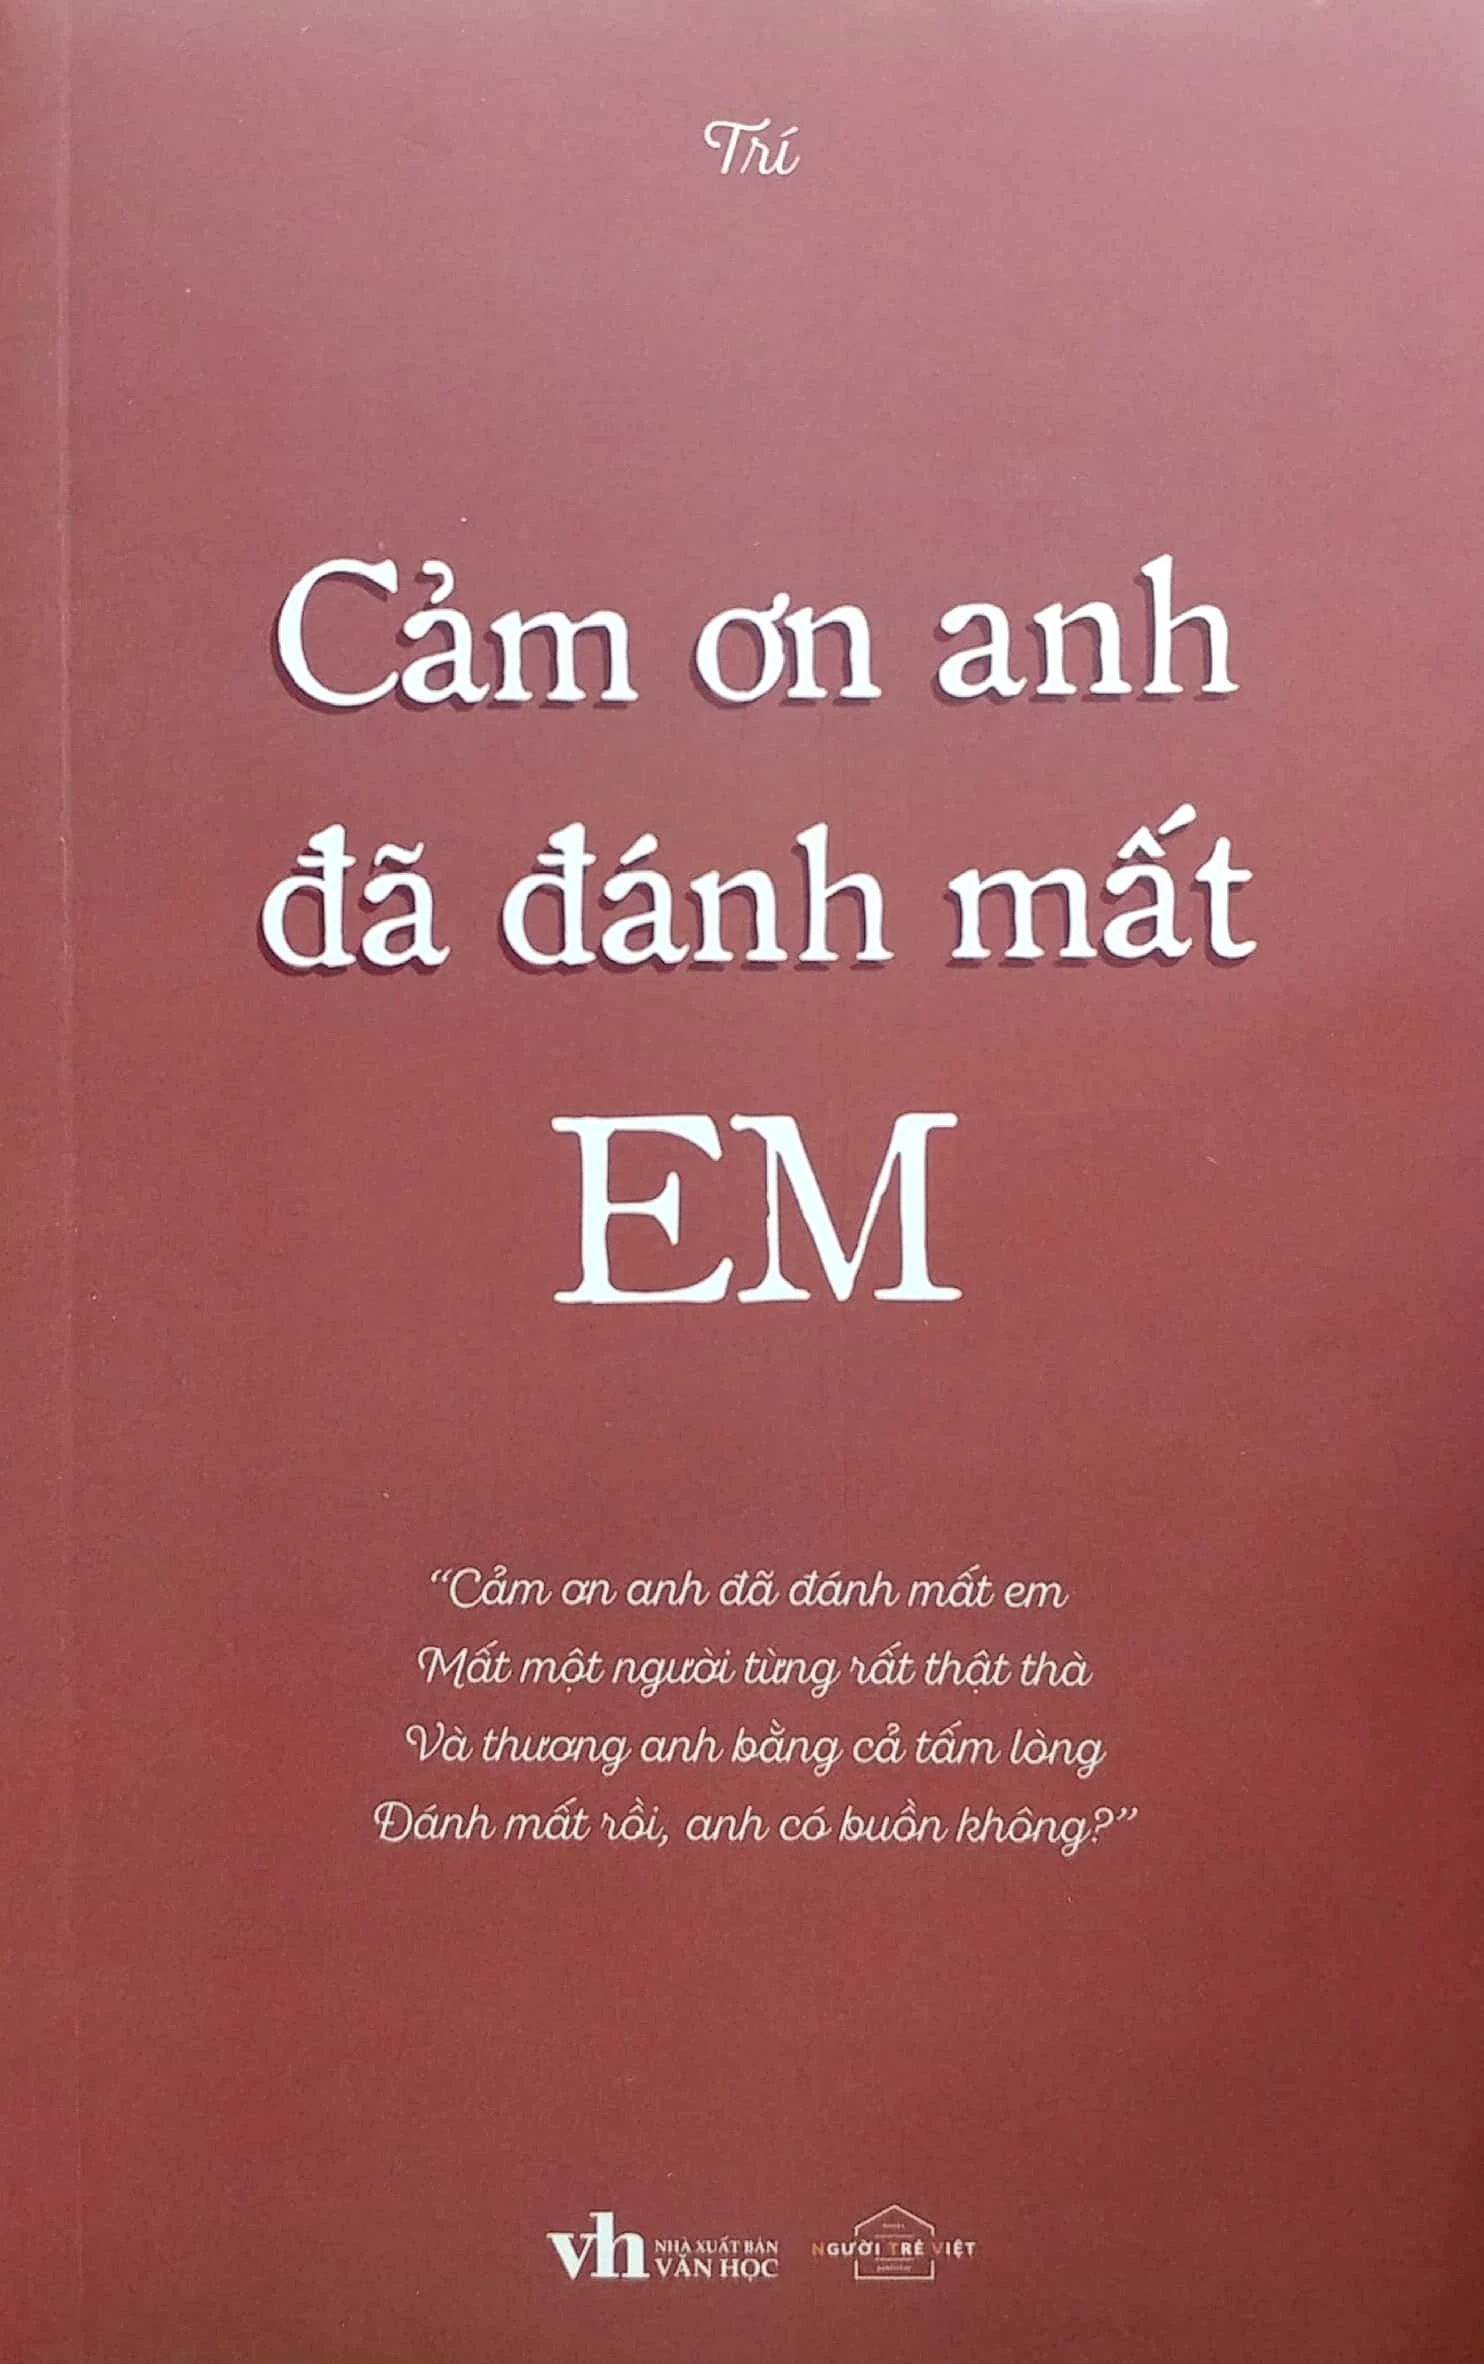 Trí
Cảm ơn anh
đã đánh mất
EM
“Cảm ơn anh đã đánh mất em
Mất một người từng rất thật thà
Và thương anh bằng cả tấm lòng
Đánh mất rồi, anh có buồn không?”
vh NHÀ XUẤT BẢN
VĂN HỌC
NGƯỜI TRẺ VIỆT